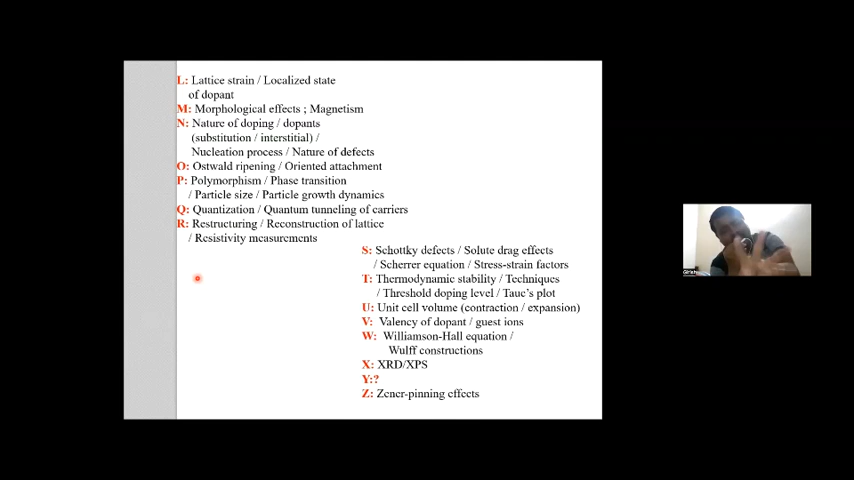 L: Lattice strain / Localized state
of dopant
M: Morphological effects ; Magnetism
N: Nature of doping / dopants
(substitution / interstitial) /
Nucleation process / Nature of defects
O: Ostwald ripening / Oriented attachment
P: Polymorphism / Phase transition
/ Particle size / Particle growth dynamics
Q: Quantization / Quantum tunneling of carriers
R: Restructuring / Reconstruction of lattice
/ Resistivity measurements
S: Schottky defects / Solute drag effects
/ Scherrer equation / Stress-strain factors
T: Thermodynamic stability / Techniques
/ Threshold doping level / Tauc's plot
U: Unit cell volume (contraction / expansion)
V: Valency of dopant / guest ions
W: Williamson-Hall equation /
Wulff constructions
X: XRD/XPS
Y:?
Z: Zener-pinning effects